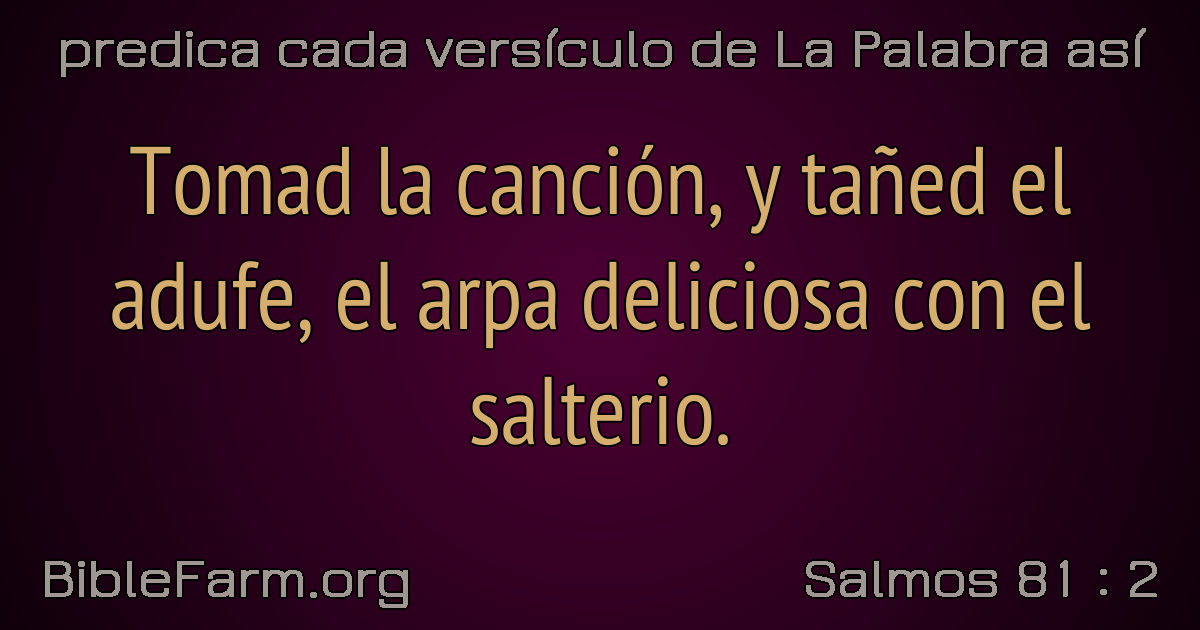 predica cada versículo de La Palabra así
Tomad la canción, y tañed el
adufe, el arpa deliciosa con el
salterio.
BibleFarm.org
Salmos 81 : 2